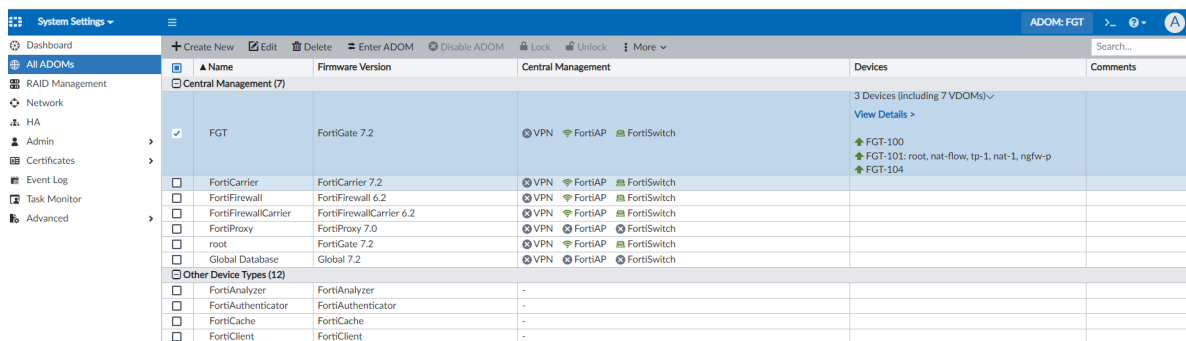 System Settings
ADOM: FGT
>_
A
Dashboard
All ADOMs
RAID Management
Network
HA
Admin
Certificates
Event Log
Task Monitor
Advanced
Create New Edit Delete Enter ADOM Disable ADOM Lock Unlock More
Search...
Name Firmware Version Central Management Devices Comments
Central Management (7)
FGT FortiGate 7.2 VPN FortiAP FortiSwitch
3 Devices (including 7 VDOMs)
View Details >
FGT-100
FGT-101: root, nat-flow, tp-1, nat-1, ngfw-p
FGT-104
FortiCarrier FortiCarrier 7.2 VPN FortiAP FortiSwitch
FortiFirewall FortiFirewall 6.2 VPN FortiAP FortiSwitch
FortiFirewallCarrier FortiFirewallCarrier 6.2 VPN FortiAP FortiSwitch
FortiProxy FortiProxy 7.0 VPN FortiAP FortiSwitch
root FortiGate 7.2 VPN FortiAP FortiSwitch
Global Database Global 7.2 VPN FortiAP FortiSwitch
Other Device Types (12)
FortiAnalyzer FortiAnalyzer -
FortiAuthenticator FortiAuthenticator -
FortiCache FortiCache -
FortiClient FortiClient -